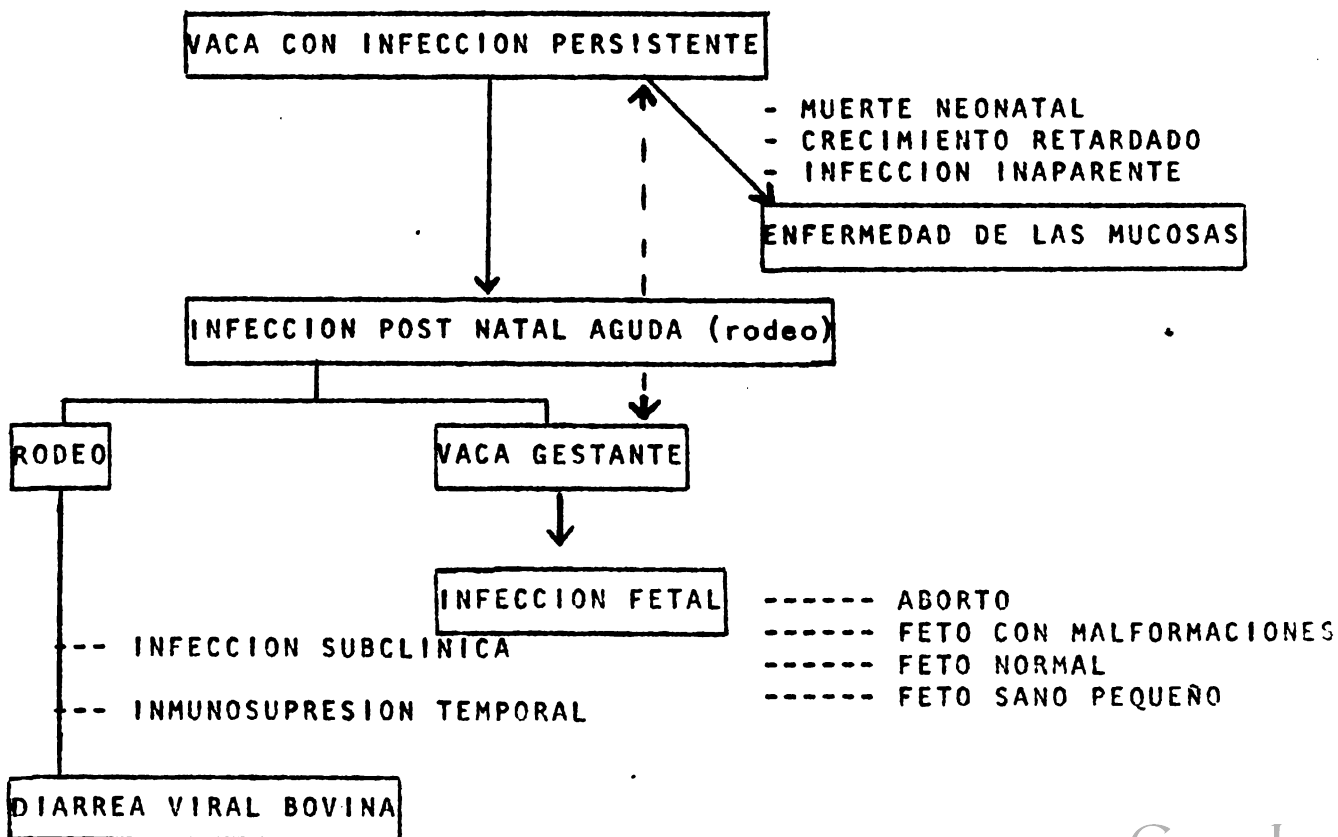 VACA CON INFECCION PERSISTENTE
- MUERTE NEONATAL
- CRECIMIENTO RETARDADO
- INFECCION INAPARENTE
ENFERMEDAD DE LAS MUCOSAS
INFECCION POST NATAL AGUDA (rodeo)
RODEO
VACA GESTANTE
INFECCION FETAL
------ ABORTO
------ FETO CON MALFORMACIONES
------ FETO NORMAL
------ FETO SANO PEQUEÑO
--- INFECCION SUBCLINICA
--- INMUNOSUPRESION TEMPORAL
DIARREA VIRAL BOVINA